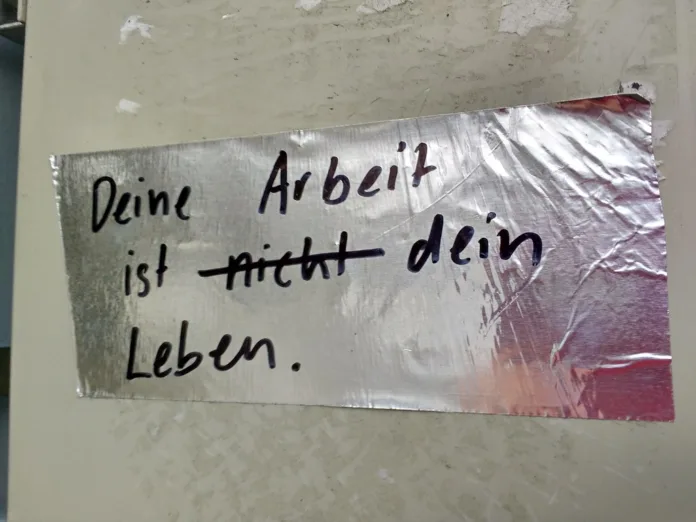 Deine Arbeit
ist nicht dein
Leben.